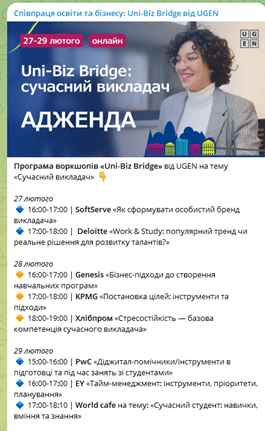 Співпраця освіти та бізнесу: Uni-Biz Bridge від UGEN
27-29 лютого онлайн
UG
EN
Uni-Biz Bridge:
сучасний викладач
АДЖЕНДА
Програма воркшопів «Uni-Biz Bridge» від UGEN на тему
«Сучасний викладач» 👇
27 лютого
🔹 16:00-17:00 | SoftServe «Як сформувати особистий бренд
викладача»
🔹 17:00-18:00 | Deloitte «Work & Study: популярний тренд чи
реальне рішення для розвитку талантів?»
28 лютого
🔸 16:00-17:00 | Genesis «Бізнес-підходи до створення
навчальних програм»
🔸 17:00-18:00 | KPMG «Постановка цілей: інструменти та
підходи»
🔸 18:00-19:00 | Хлібпром «Стресостійкість — базова
компетенція сучасного викладача»
29 лютого
🔹 15:00-16:00 | PwC «Діджитал-помічники/інструменти в
підготовці та під час занять зі студентами»
🔹 16:00-17:00 | EY «Тайм-менеджмент: інструменти, пріоритети,
планування»
🔹 17:00-18:10 | World cafe на тему: «Сучасний студент: навички,
вміння та знання»